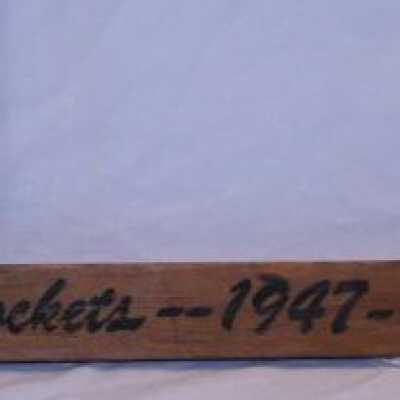 ockets -- 1947 -